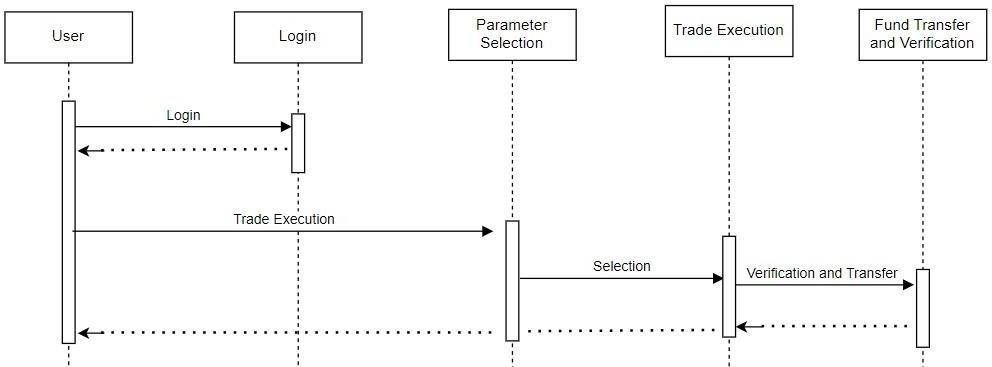 User
Login
Parameter
Selection
Trade Execution
Fund Transfer
and Verification
Login
Trade Execution
Selection
Verification and Transfer